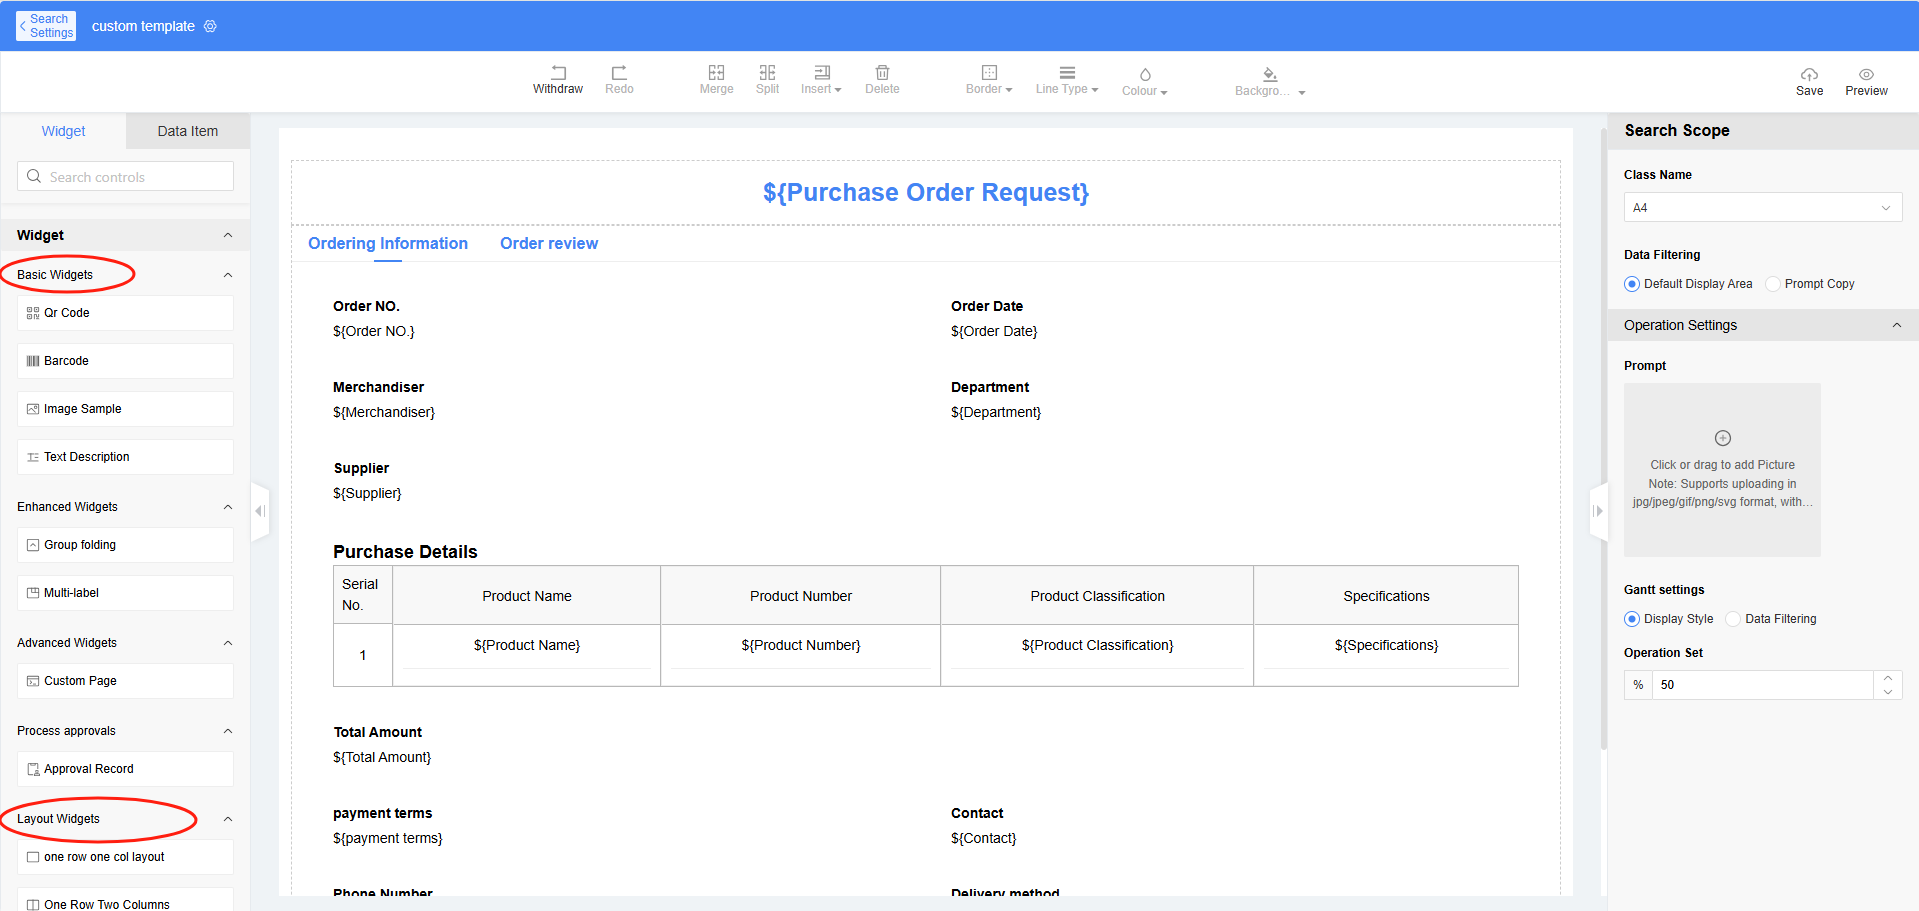 Search
Settings
custom template
Withdraw
Redo
Merge
Split
Insert
Delete
Border
Line Type
Colour
Backgro...
Save
Preview
Widget
Data Item
Search controls
Widget
Basic Widgets
Qr Code
Barcode
Image Sample
Text Description
Enhanced Widgets
Group folding
Multi-label
Advanced Widgets
Custom Page
Process approvals
Approval Record
Layout Widgets
one row one col layout
One Row Two Columns
${Purchase Order Request}
Ordering Information
Order review
Order NO.
${Order NO.}
Order Date
${Order Date}
Merchandiser
${Merchandiser}
Department
${Department}
Supplier
${Supplier}
Purchase Details
Serial
No.
Product Name
Product Number
Product Classification
Specifications
1
${Product Name}
${Product Number}
${Product Classification}
${Specifications}
Total Amount
${Total Amount}
payment terms
${payment terms}
Contact
${Contact}
Phone Number
Delivery method
Search Scope
Class Name
A4
Data Filtering
Default Display Area
Prompt Copy
Operation Settings
Prompt
Click or drag to add Picture
Note: Supports uploading in
jpg/jpeg/gif/png/svg format, with...
Gantt settings
Display Style
Data Filtering
Operation Set
% 50